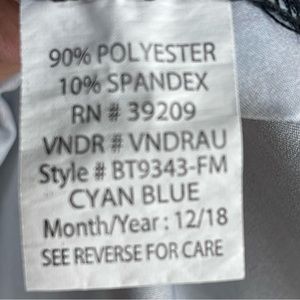 90% POLYESTER
10% SPANDEX
RN # 39209
VNDR # VNDRAU
Style # BT9343-FM
CYAN BLUE
Month/Year : 12/18
SEE REVERSE FOR CARE